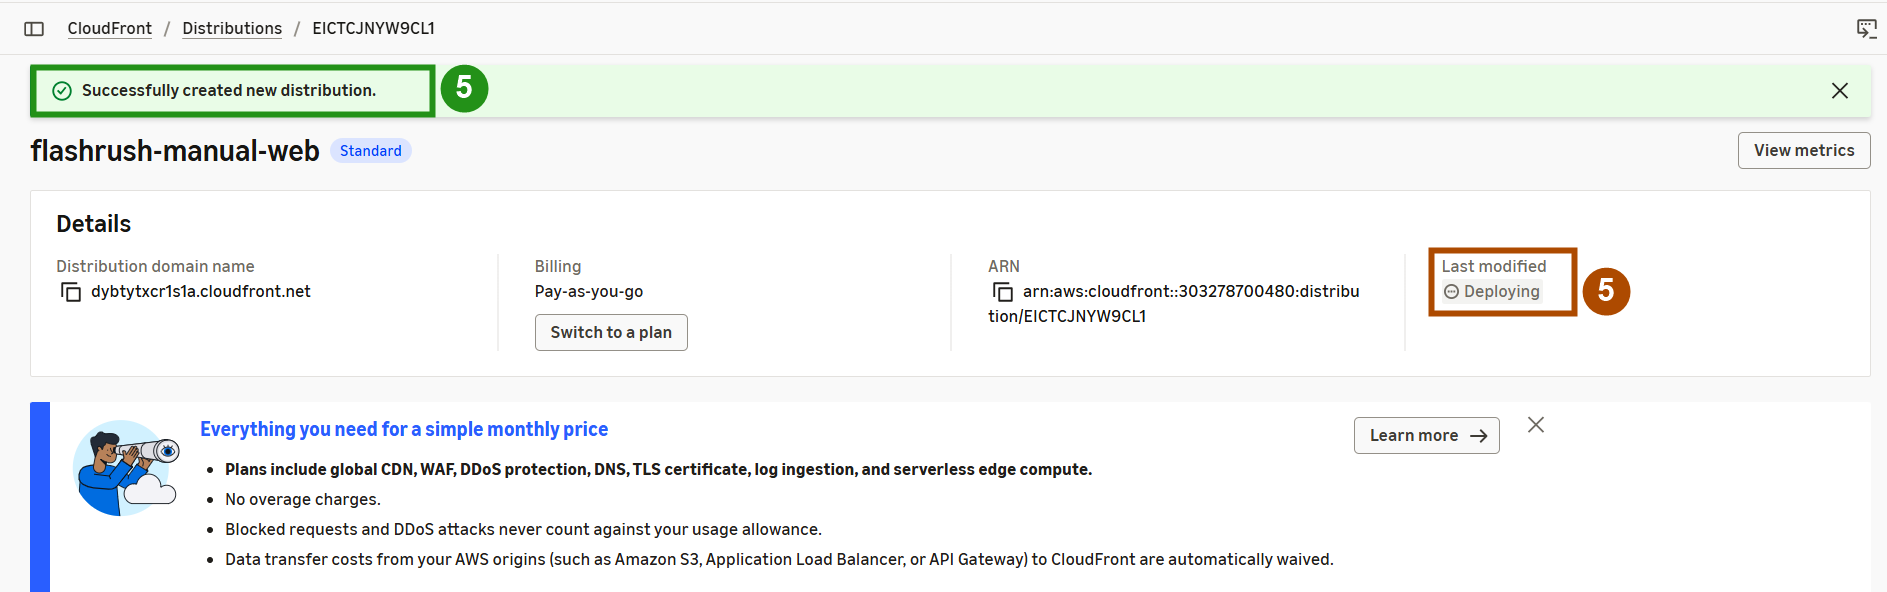 CloudFront / Distributions / EICTCJNYW9CL1
Successfully created new distribution. 5
flashrush-manual-web Standard View metrics
Details
Distribution domain name
dybtytxcr1s1a.cloudfront.net
Billing
Pay-as-you-go
Switch to a plan
ARN
arn:aws:cloudfront::303278700480:distribu
tion/EICTCJNYW9CL1
Last modified
Deploying
5
Everything you need for a simple monthly price
Learn more →
• Plans include global CDN, WAF, DDoS protection, DNS, TLS certificate, log ingestion, and serverless edge compute.
• No overage charges.
• Blocked requests and DDoS attacks never count against your usage allowance.
• Data transfer costs from your AWS origins (such as Amazon S3, Application Load Balancer, or API Gateway) to CloudFront are automatically waived.